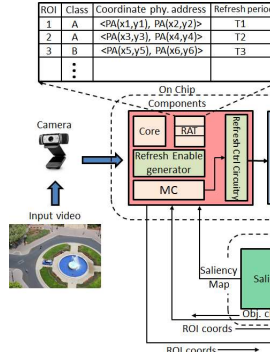 ROI Class Coordinate phy. address Refresh period
1 A <PA(x1,y1), PA(x2,y2)> T1
2 A <PA(x3,y3), PA(x4,y4)> T2
3 B <PA(x5,y5), PA(x6,y6)> T3
On Chip
Components
Camera
Core
RAT
Refresh Enable
generator
MC
Refresh Ctrl Circuitry
Input video
Saliency
Map
Sali
Obj. c
ROI coords
ROI coords